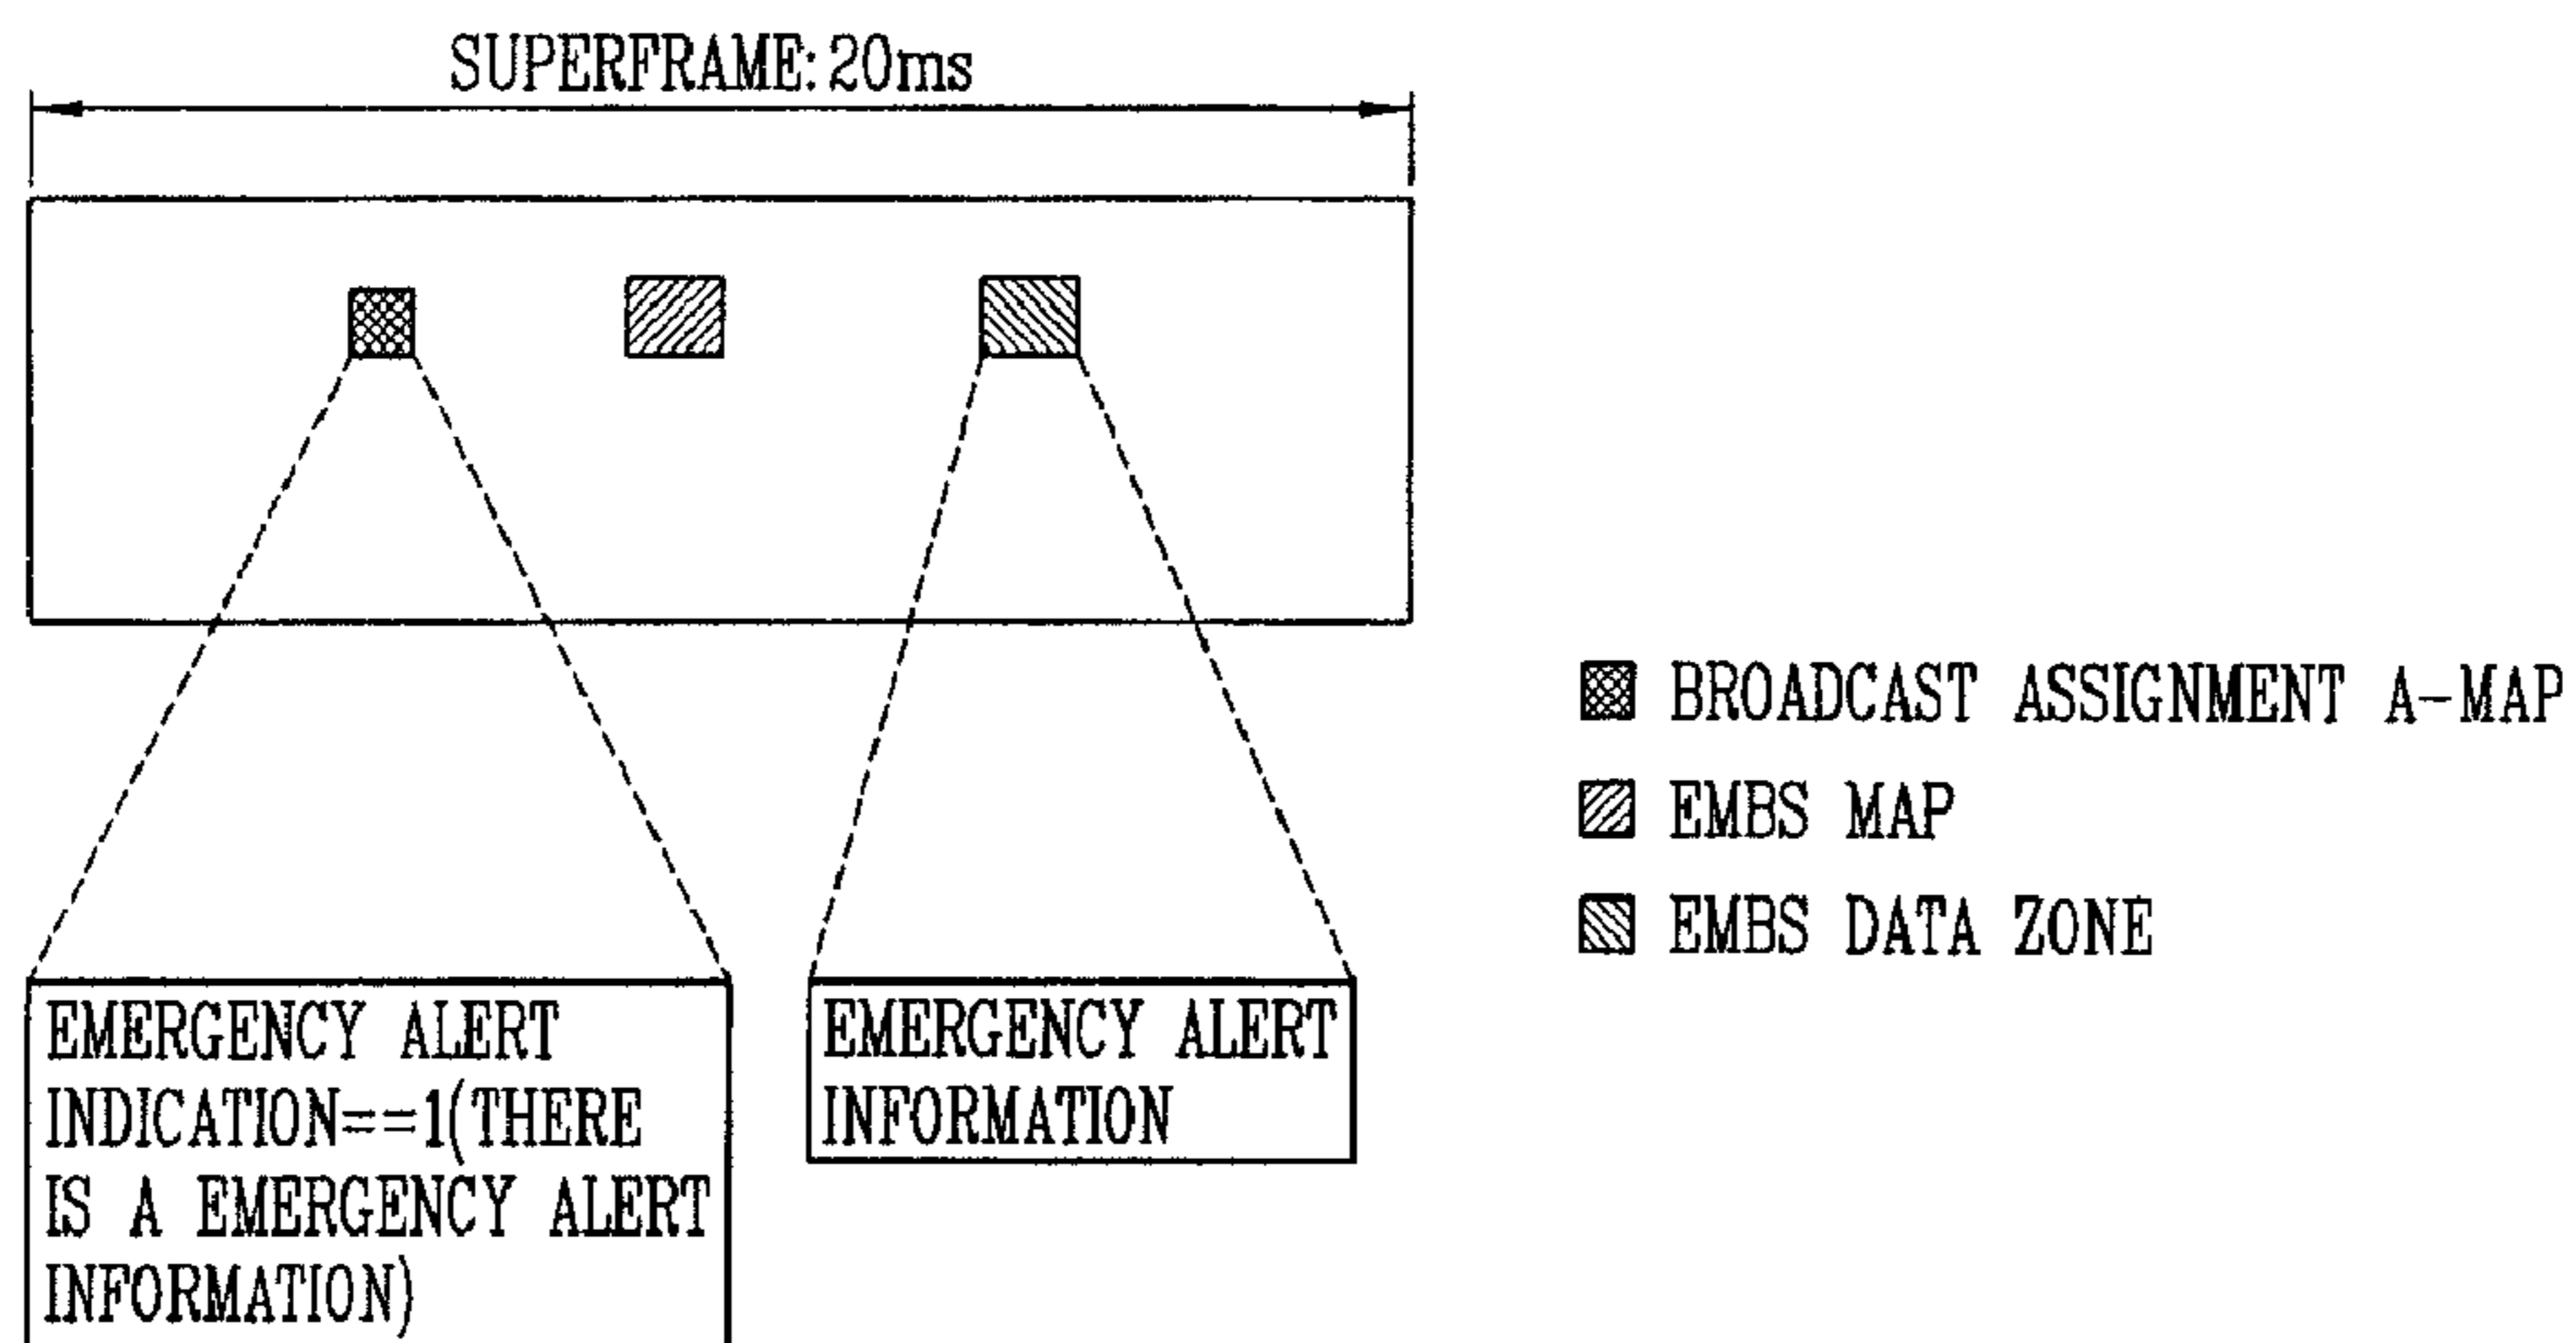 SUPERFRAME:20ms
BROADCAST ASSIGNMENT A-MAP
EMBS MAP
EMBS DATA ZONE
EMERGENCY ALERT
INDICATION==1(THERE
IS A EMERGENCY ALERT
INFORMATION)
EMERGENCY ALERT
INFORMATION